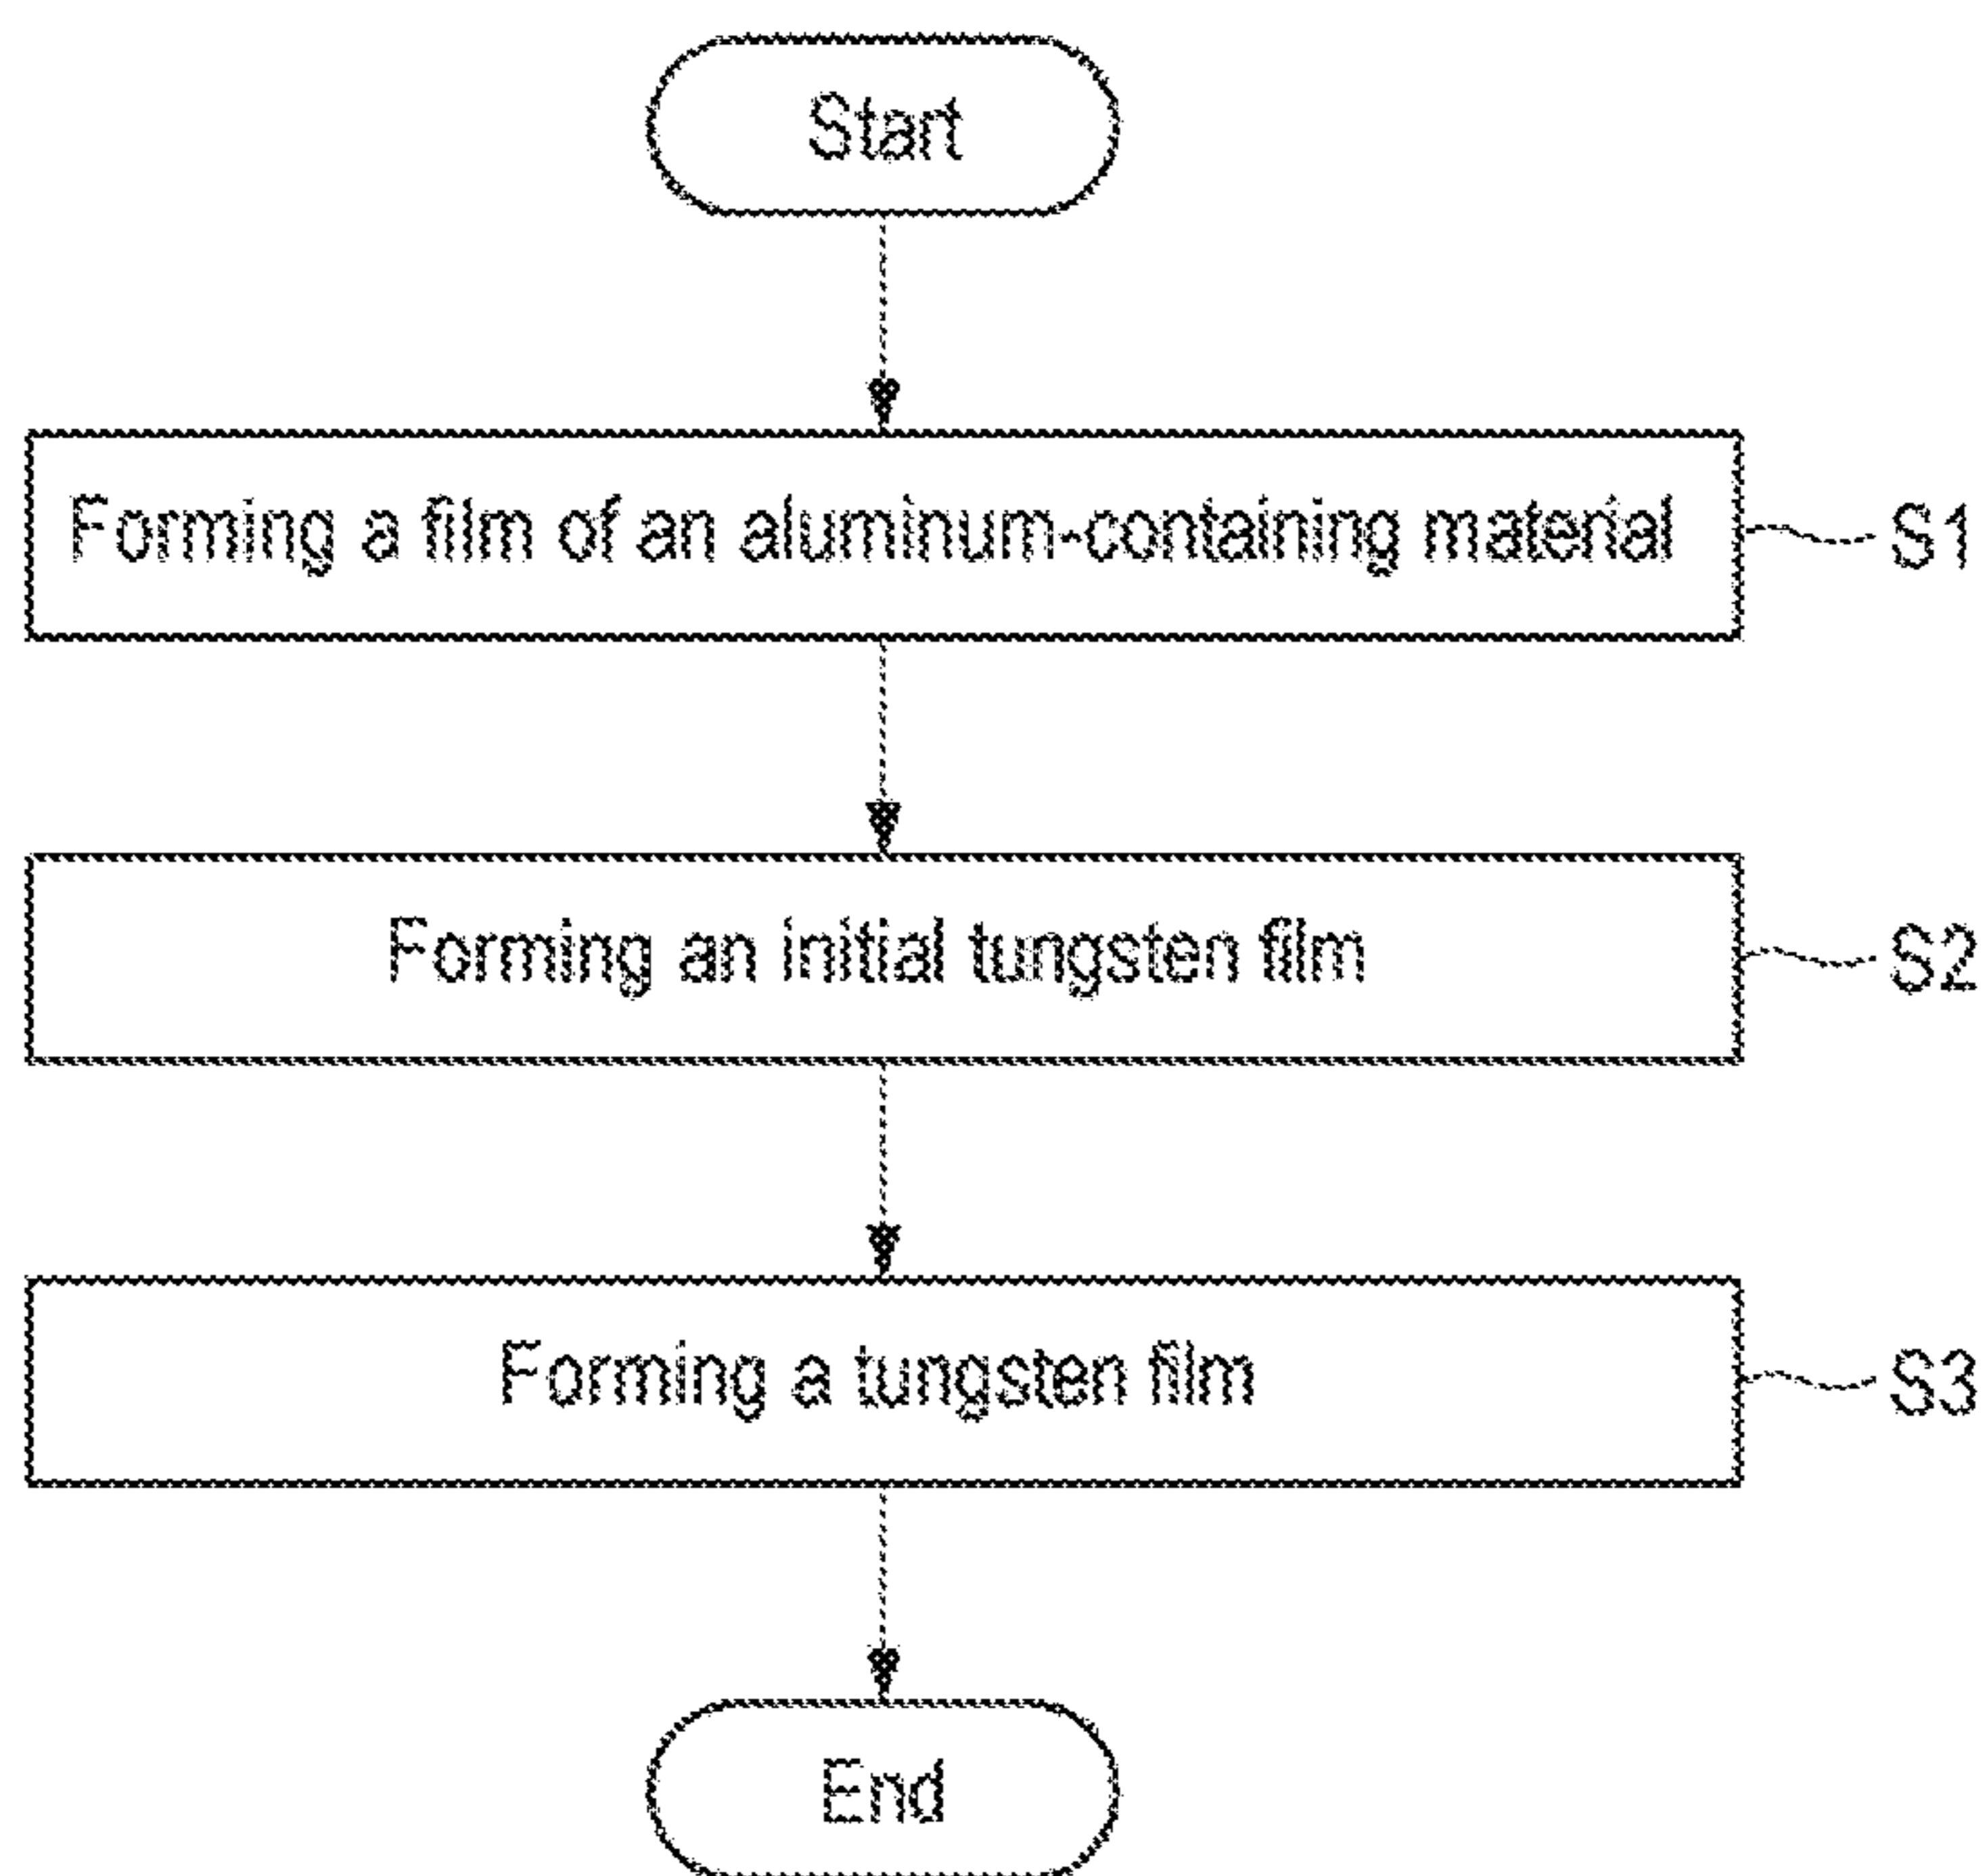 Start
Forming a film of an aluminum-containing material
S1
Forming an initial tungsten film
S2
Forming a tungsten film
S3
End